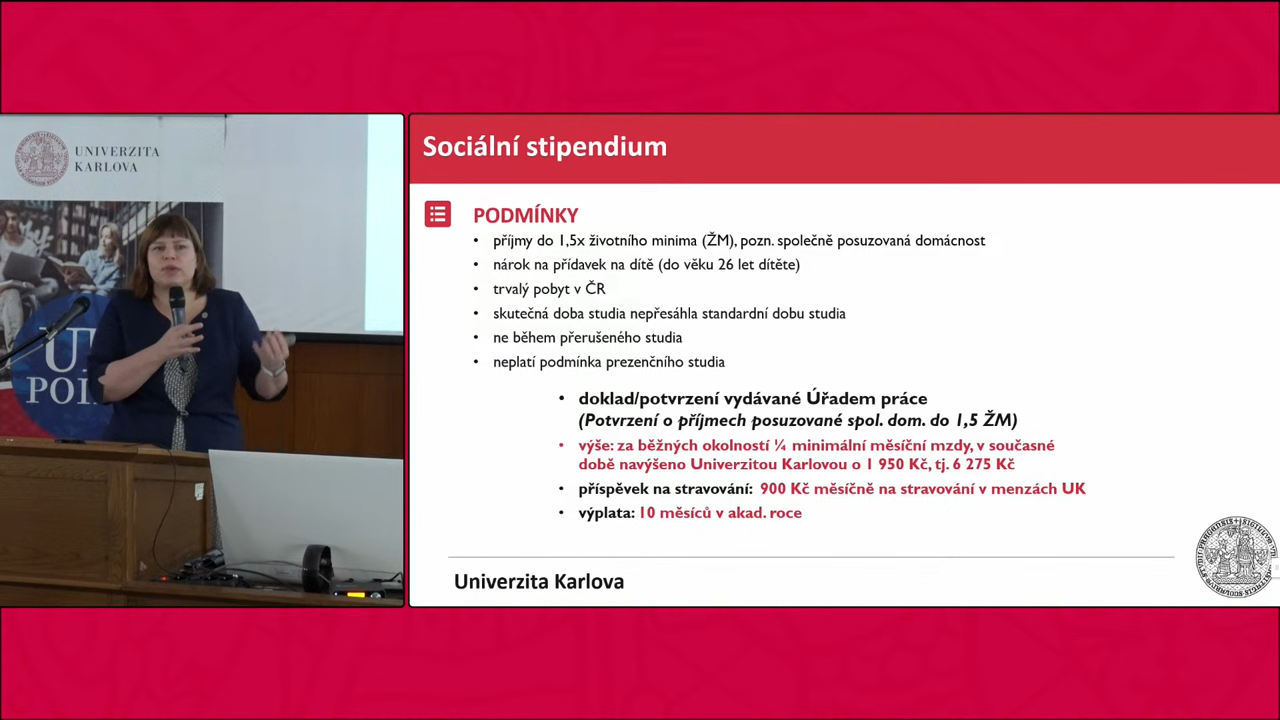 UNIVERZITA
KARLOVA
Sociální stipendium
PODMÍNKY
• příjmy do 1,5x životního minima (ŽM), pozn. společně posuzovaná domácnost
• nárok na přídavek na dítě (do věku 26 let dítěte)
• trvalý pobyt v ČR
• skutečná doba studia nepřesáhla standardní dobu studia
• ne během přerušeného studia
• neplatí podmínka prezenčního studia
• doklad/potvrzení vydávané Úřadem práce
(Potvrzení o příjmech posuzované spol. dom. do 1,5 ŽM)
• výše: za běžných okolností ¼ minimální měsíční mzdy, v současné
době navýšeno Univerzitou Karlovou o 1 950 Kč, tj. 6 275 Kč
• příspěvek na stravování: 900 Kč měsíčně na stravování v menzách UK
• výplata: 10 měsíců v akad. roce
Univerzita Karlova